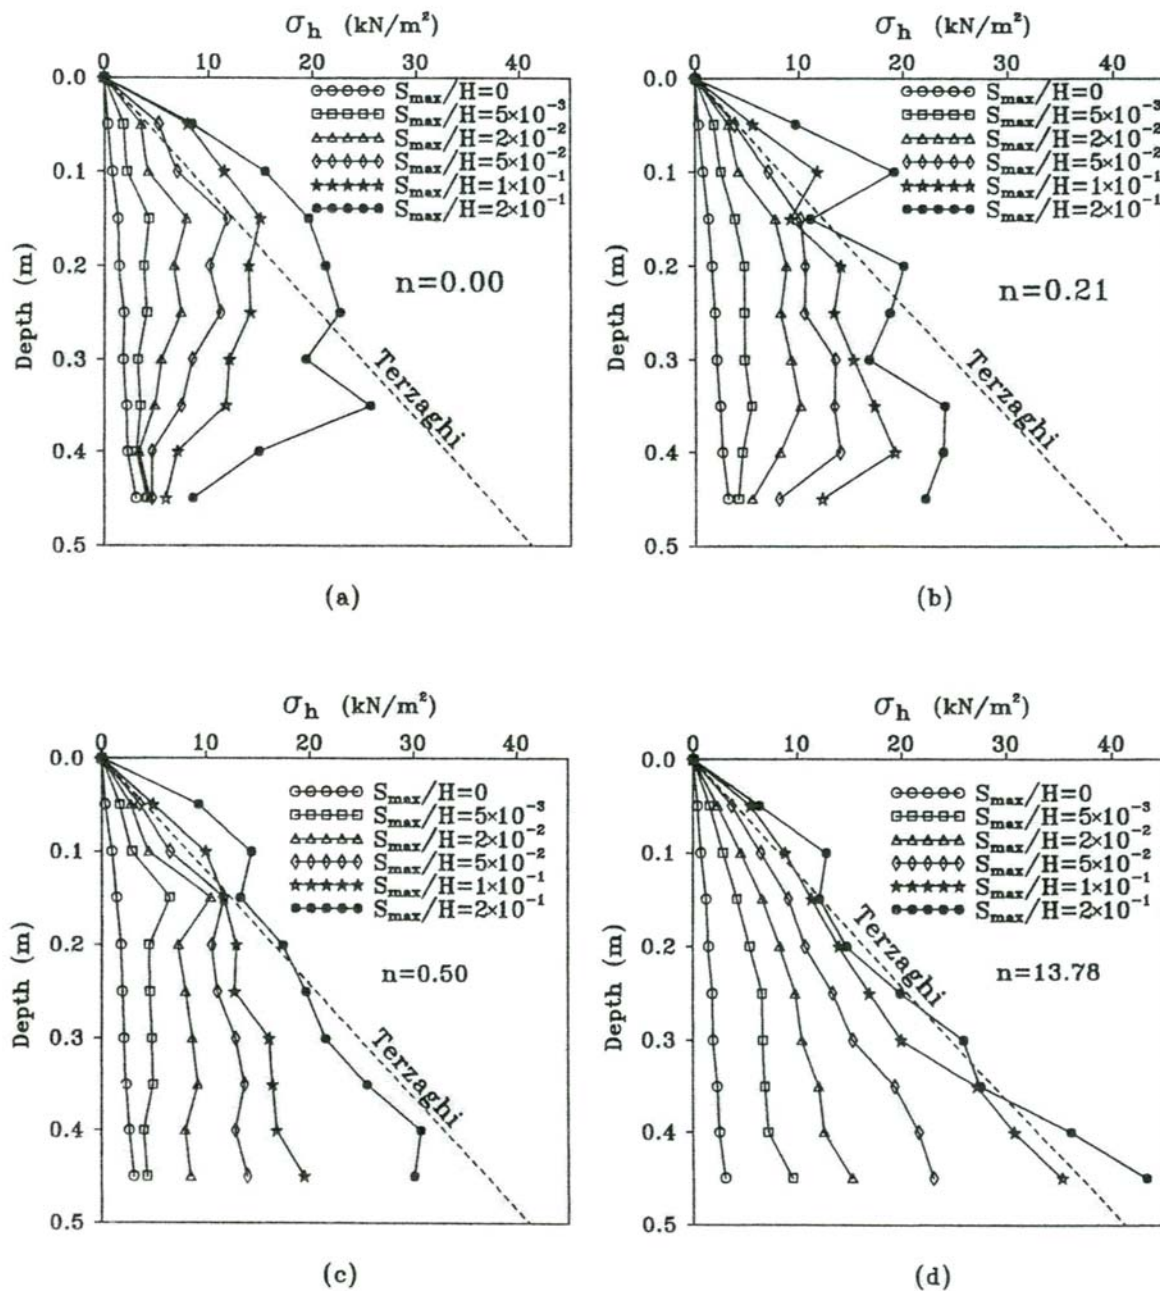 σh (kN/m²)
0 10 20 30 40
0.0
0.1
0.2
0.3
0.4
0.5
Depth (m)
Smax/H=0
Smax/H=5×10⁻³
Smax/H=2×10⁻²
Smax/H=5×10⁻²
Smax/H=1×10⁻¹
Smax/H=2×10⁻¹
n=0.00
Terzaghi
(a)
σh (kN/m²)
0 10 20 30 40
0.0
0.1
0.2
0.3
0.4
0.5
Depth (m)
Smax/H=0
Smax/H=5×10⁻³
Smax/H=2×10⁻²
Smax/H=5×10⁻²
Smax/H=1×10⁻¹
Smax/H=2×10⁻¹
n=0.21
Terzaghi
(b)
σh (kN/m²)
0 10 20 30 40
0.0
0.1
0.2
0.3
0.4
0.5
Depth (m)
Smax/H=0
Smax/H=5×10⁻³
Smax/H=2×10⁻²
Smax/H=5×10⁻²
Smax/H=1×10⁻¹
Smax/H=2×10⁻¹
n=0.50
Terzaghi
(c)
σh (kN/m²)
0 10 20 30 40
0.0
0.1
0.2
0.3
0.4
0.5
Depth (m)
Smax/H=0
Smax/H=5×10⁻³
Smax/H=2×10⁻²
Smax/H=5×10⁻²
Smax/H=1×10⁻¹
Smax/H=2×10⁻¹
n=13.78
Terzaghi
(d)